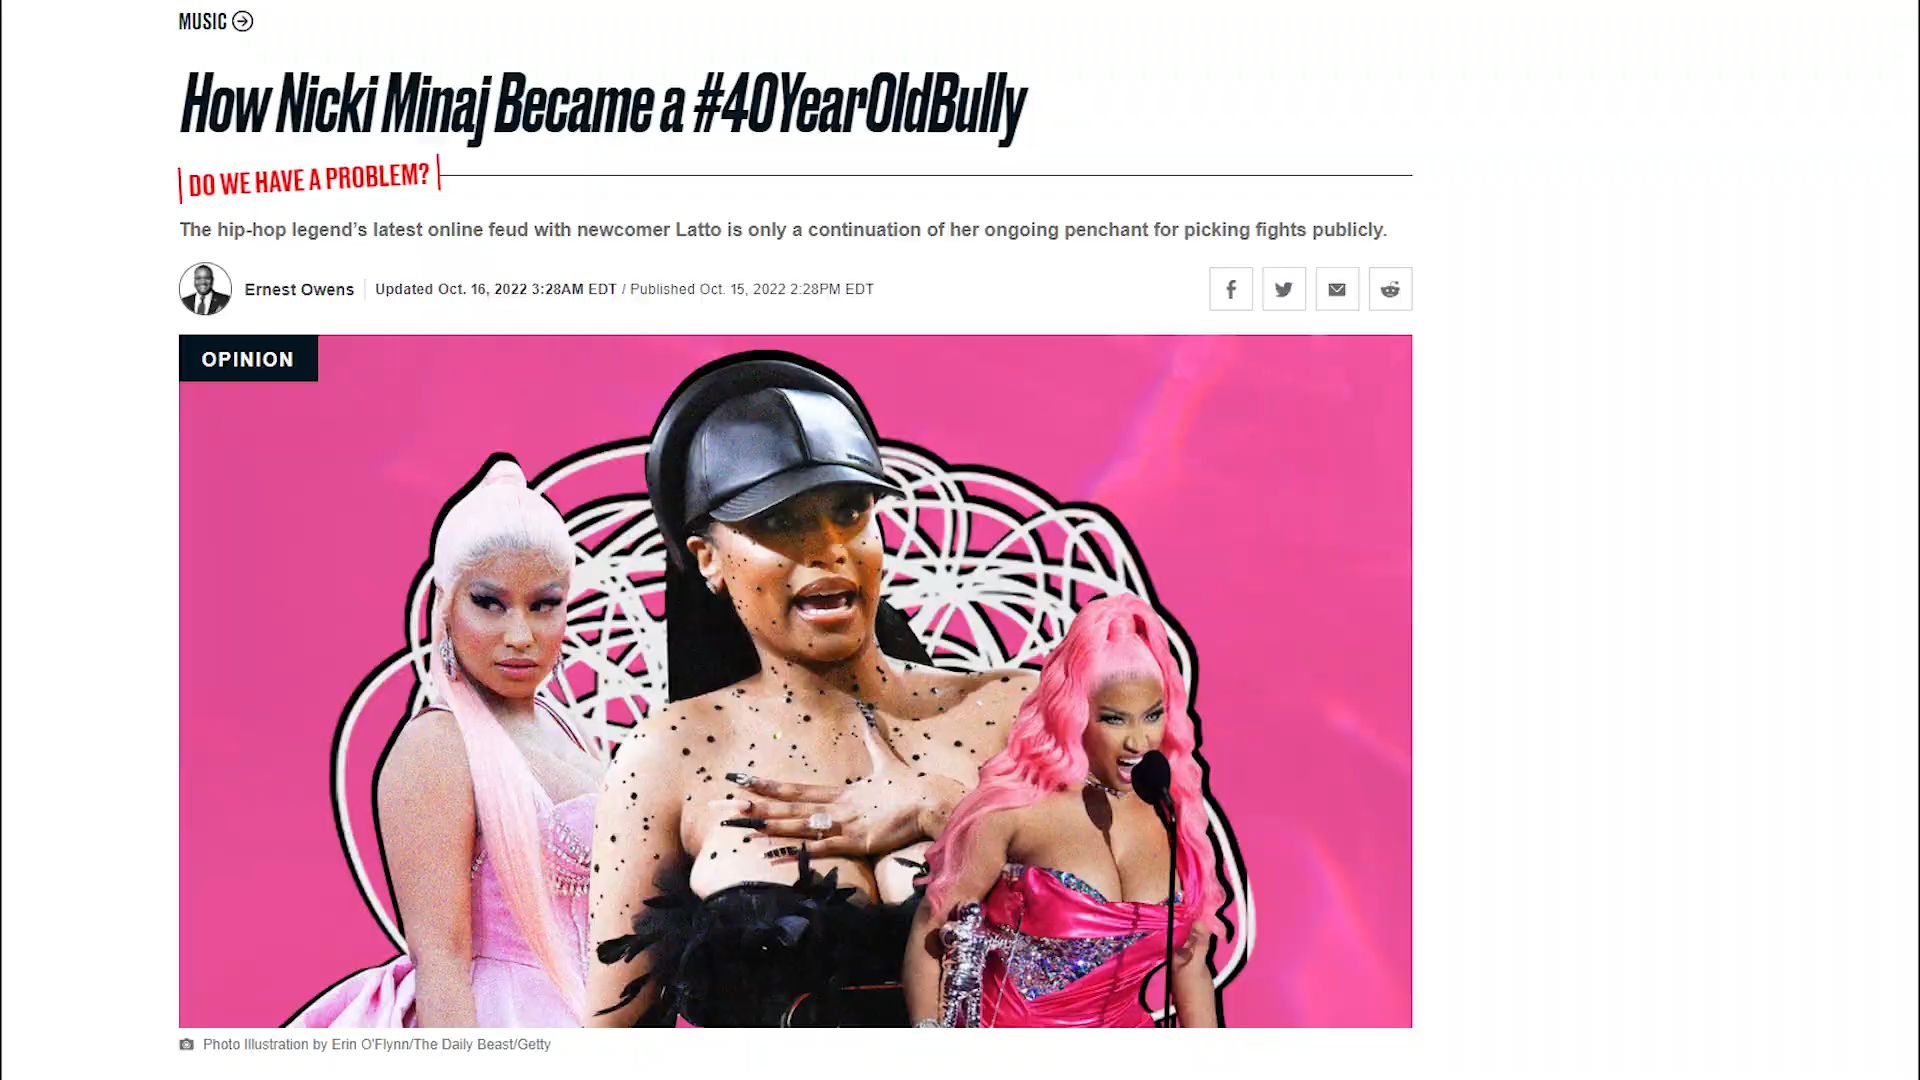 MUSIC
How Nicki Minaj Became a #40YearOldBully
DO WE HAVE A PROBLEM?
The hip-hop legend’s latest online feud with newcomer Latto is only a continuation of her ongoing penchant for picking fights publicly.
Ernest Owens Updated Oct. 16, 2022 3:28AM EDT / Published Oct. 15, 2022 2:28PM EDT
OPINION
Photo Illustration by Erin O'Flynn/The Daily Beast/Getty